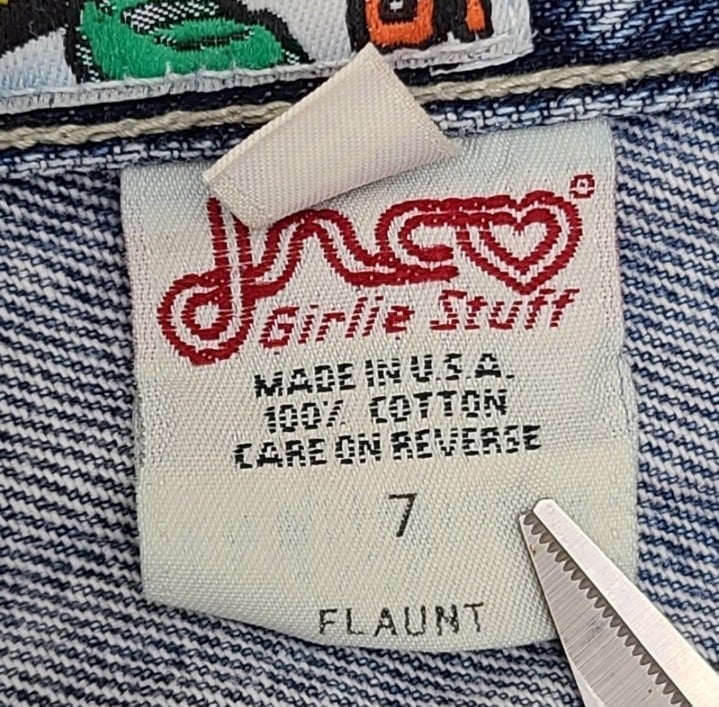 Jnco®
Girlie Stuff
MADE IN U.S.A.
100% COTTON
CARE ON REVERSE
7
FLAUNT